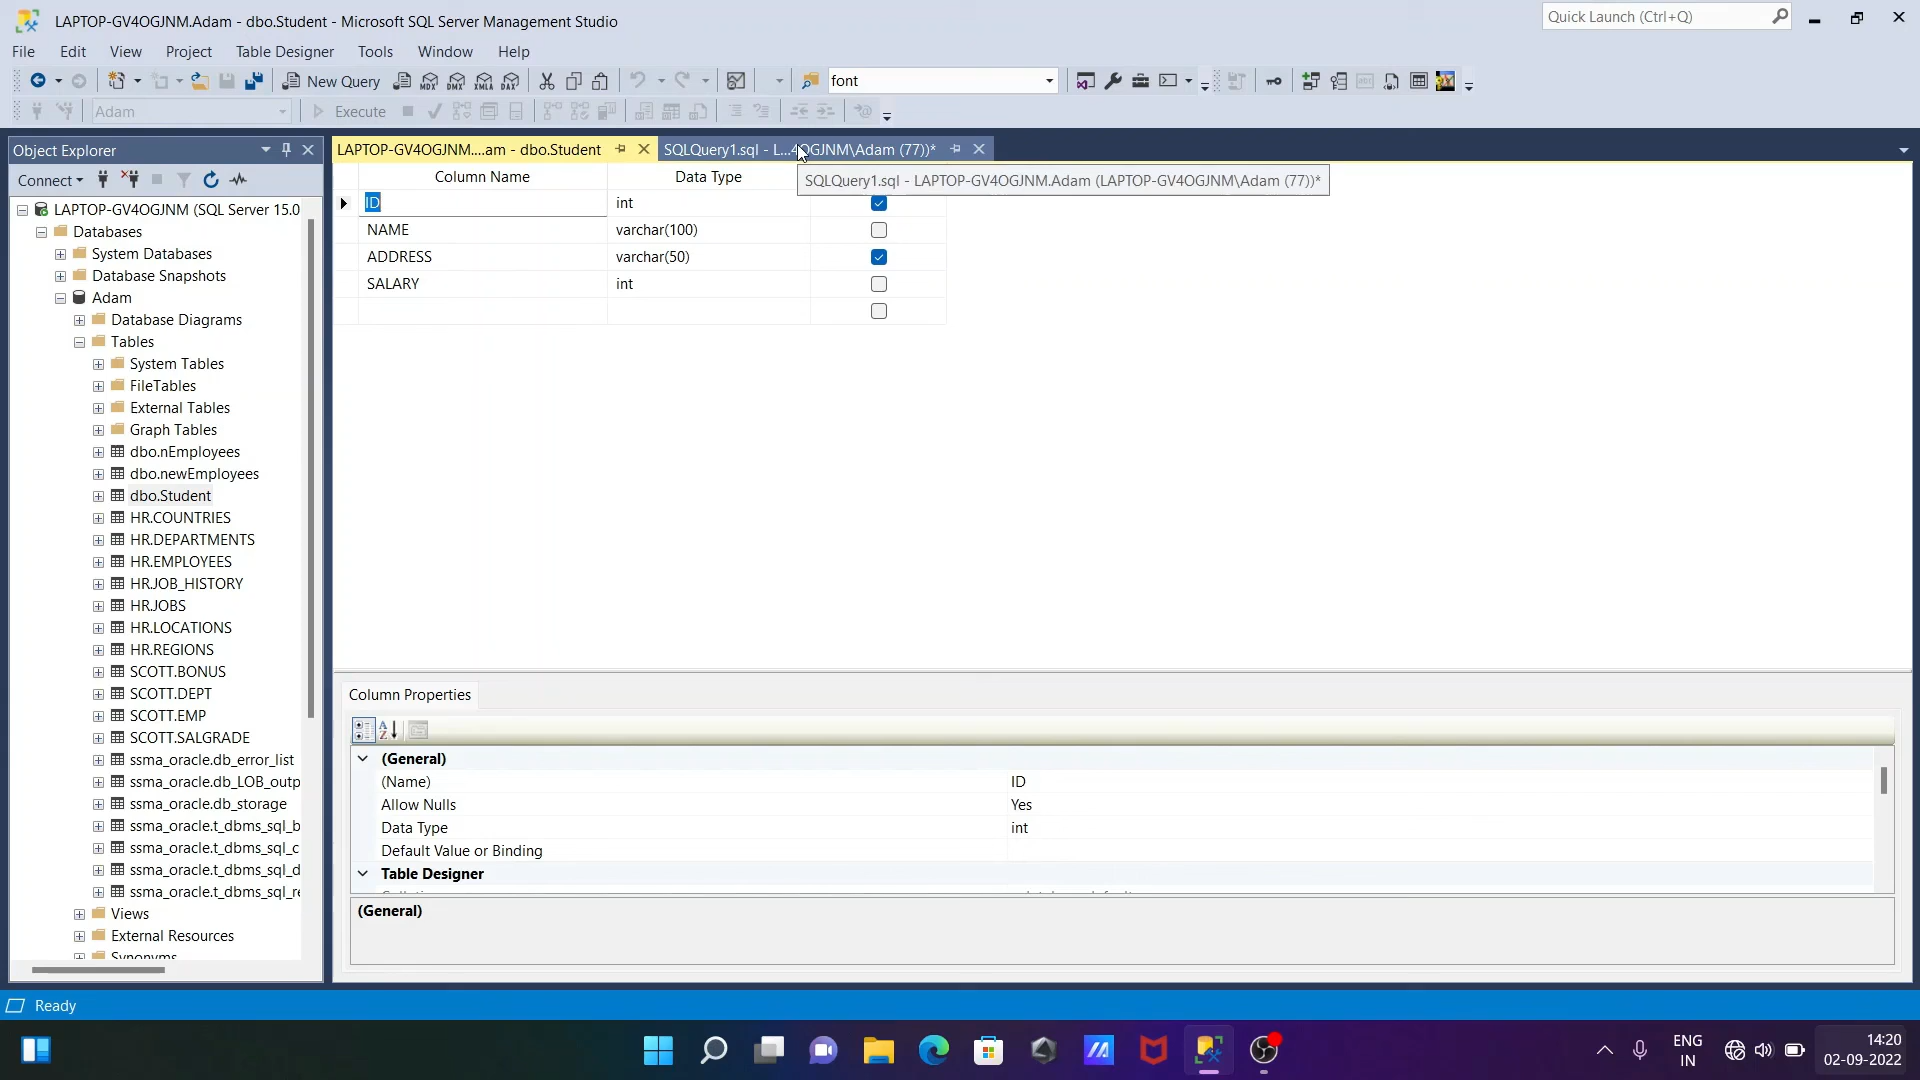 LAPTOP-GV4OGJNM.Adam - dbo.Student - Microsoft SQL Server Management Studio
Quick Launch (Ctrl+Q)
File Edit View Project Table Designer Tools Window Help
New Query MDX DMX XMLA DAX font
Adam Execute
Object Explorer
LAPTOP-GV4OGJNM....am - dbo.Student
SQLQuery1.sql - L...4OGJNM\Adam (77))*
Connect
Column Name Data Type
SQLQuery1.sql - LAPTOP-GV4OGJNM.Adam (LAPTOP-GV4OGJNM\Adam (77))*
ID int
NAME varchar(100)
ADDRESS varchar(50)
SALARY int
LAPTOP-GV4OGJNM (SQL Server 15.0
Databases
System Databases
Database Snapshots
Adam
Database Diagrams
Tables
System Tables
FileTables
External Tables
Graph Tables
dbo.nEmployees
dbo.newEmployees
dbo.Student
HR.COUNTRIES
HR.DEPARTMENTS
HR.EMPLOYEES
HR.JOB_HISTORY
HR.JOBS
HR.LOCATIONS
HR.REGIONS
SCOTT.BONUS
SCOTT.DEPT
SCOTT.EMP
SCOTT.SALGRADE
ssma_oracle.db_error_list
ssma_oracle.db_LOB_outp
ssma_oracle.db_storage
ssma_oracle.t_dbms_sql_b
ssma_oracle.t_dbms_sql_c
ssma_oracle.t_dbms_sql_d
ssma_oracle.t_dbms_sql_re
Views
External Resources
Synonyms
Column Properties
(General)
(Name) ID
Allow Nulls Yes
Data Type int
Default Value or Binding
Table Designer
(General)
Ready
ENG
IN
14:20
02-09-2022